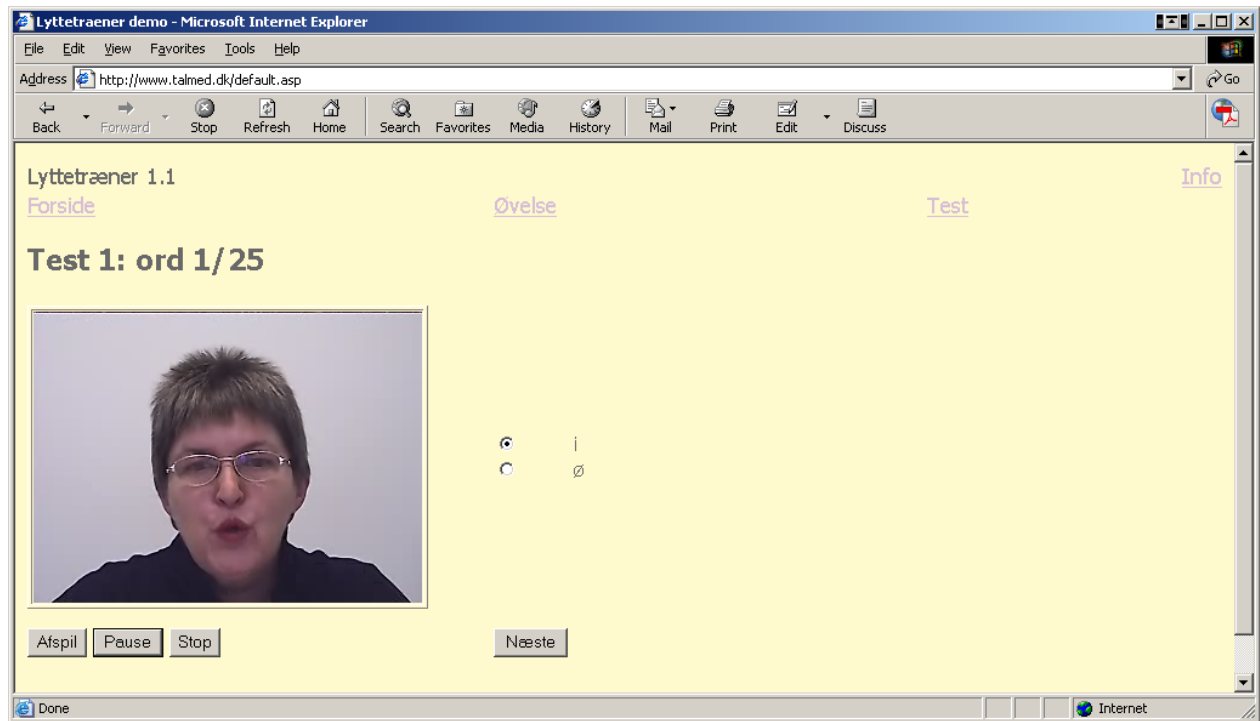 Lyttetraener demo - Microsoft Internet Explorer
File Edit View Favorites Tools Help
Address http://www.talmed.dk/default.asp Go
Back Forward Stop Refresh Home Search Favorites Media History Mail Print Edit Discuss
Lyttetræner 1.1 Info
Forside Øvelse Test
Test 1: ord 1/25
i
ø
Afspil Pause Stop Næste
Done Internet